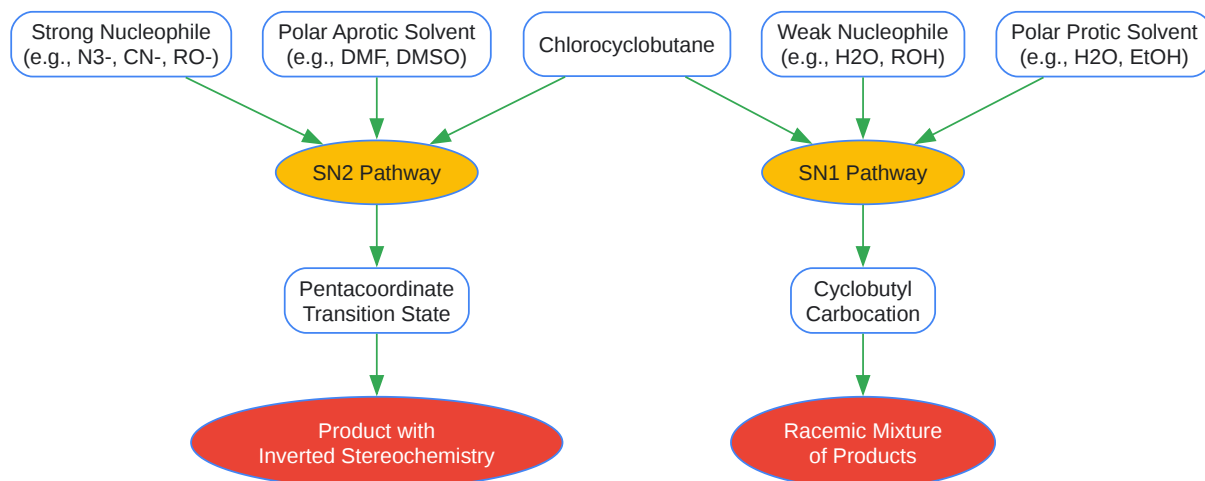 Strong Nucleophile
(e.g., N3-, CN-, RO-)
Polar Aprotic Solvent
(e.g., DMF, DMSO)
Chlorocyclobutane
Weak Nucleophile
(e.g., H2O, ROH)
Polar Protic Solvent
(e.g., H2O, EtOH)
SN2 Pathway
SN1 Pathway
Pentacoordinate
Transition State
Cyclobutyl
Carbocation
Product with
Inverted Stereochemistry
Racemic Mixture
of Products